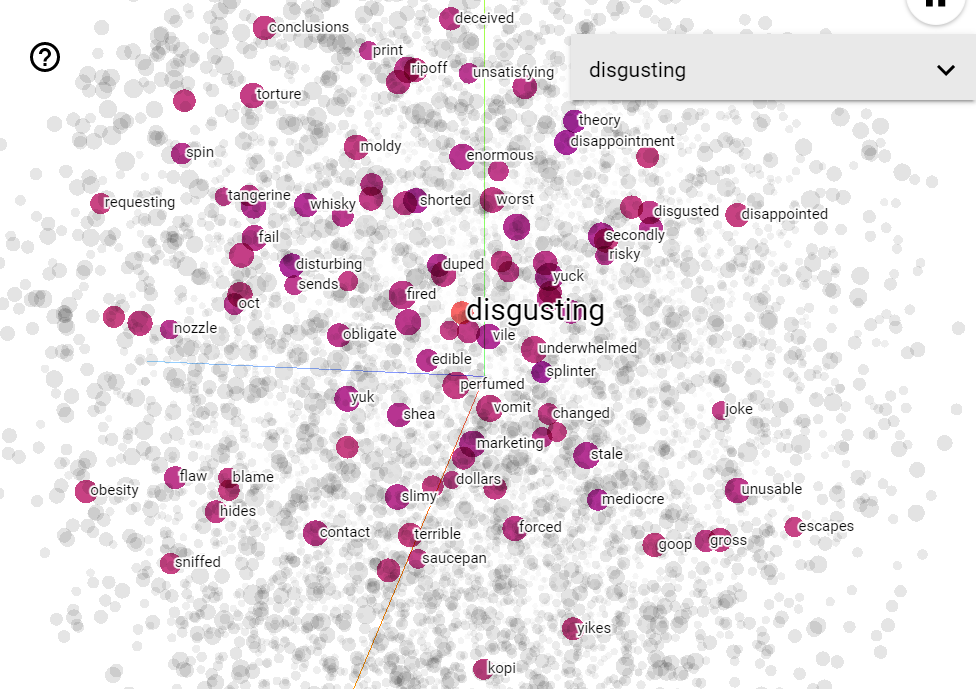 deceived
conclusions
print
ripoff
unsatisfying
disgusting
torture
theory
disappointment
moldy
enormous
spin
requesting
tangerine
whisky
shorted
worst
disgusted
disappointed
fail
secondly
risky
disturbing
duped
yuck
sends
fired
oct
disgusting
nozzle
obligate
vile
underwhelmed
edible
splinter
perfumed
yuk
shea
vomit
changed
joke
marketing
stale
flaw
blame
dollars
obesity
slimy
mediocre
unusable
hides
contact
terrible
forced
goop
gross
escapes
sniffed
saucepan
yikes
kopi